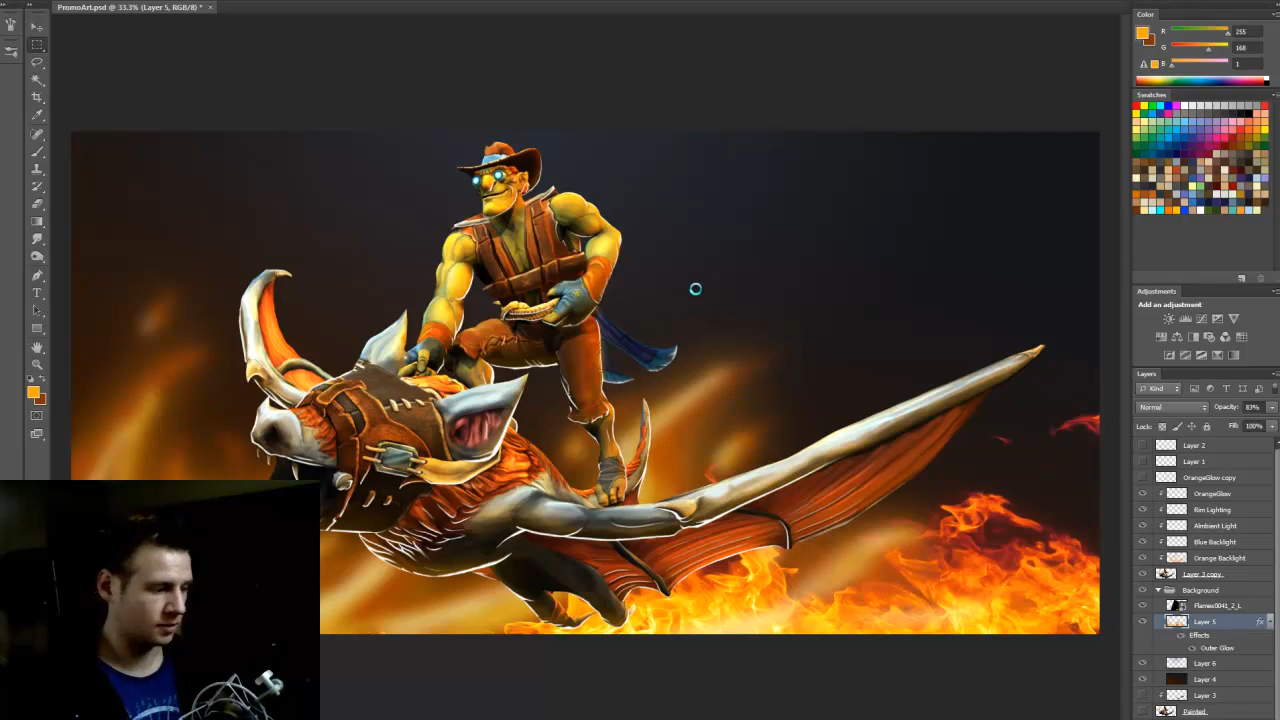 PromoArt.psd @ 33.3% (Layer 5, RGB/8) * ×
Color
R 255
G 168
B 1
Swatches
Adjustments
Add an adjustment
Layers
Kind
Normal Opacity: 83%
Lock: Fill: 100%
Layer 2
Layer 1
OrangeGlow copy
OrangeGlow
Rim Lighting
Ambient Light
Blue Backlight
Orange Backlight
Layer 3 copy
Background
Flames0041_2_L
Layer 5 fx
Effects
Outer Glow
Layer 6
Layer 4
Layer 3
Painted